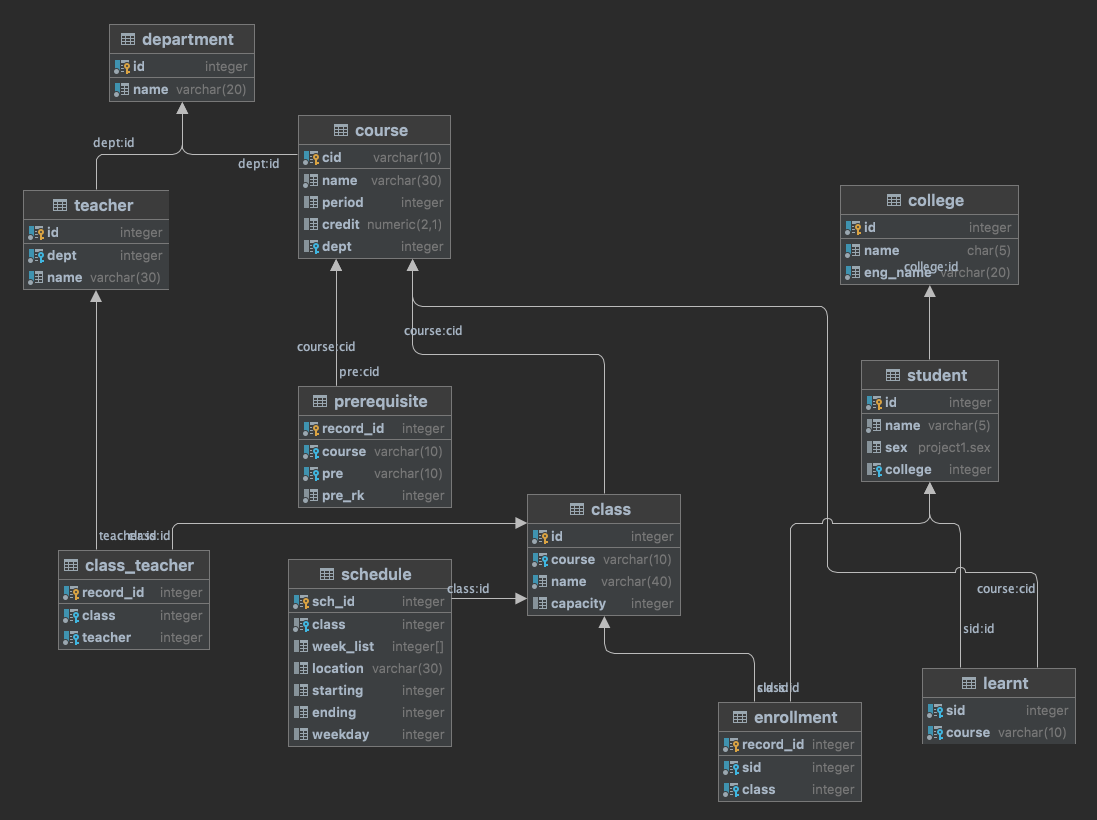 department
id integer
name varchar(20)
dept:id
dept:id
course
cid varchar(10)
name varchar(30)
period integer
credit numeric(2,1)
dept integer
teacher
id integer
dept integer
name varchar(30)
college
id integer
name char(5)
college:id
eng_name varchar(20)
course:cid
course:cid
pre:cid
student
id integer
name varchar(5)
sex project1.sex
college integer
prerequisite
record_id integer
course varchar(10)
pre varchar(10)
pre_rk integer
class
id integer
course varchar(10)
name varchar(40)
capacity integer
teacher:id
class:id
class_teacher
record_id integer
class integer
teacher integer
schedule
sch_id integer
class integer
week_list integer[]
location varchar(30)
starting integer
ending integer
weekday integer
class:id
course:cid
sid:id
learnt
sid integer
course varchar(10)
class:id
sid:id
enrollment
record_id integer
sid integer
class integer